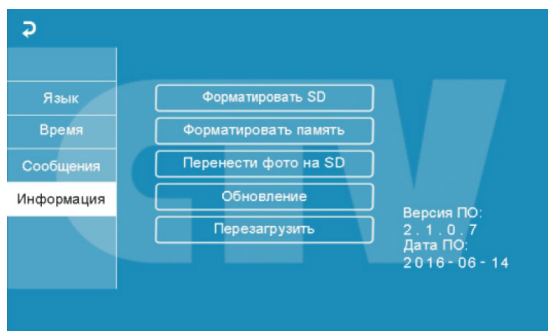 Язык
Время
Сообщения
Информация
Форматировать SD
Форматировать память
Перенести фото на SD
Обновление
Перезагрузить
Версия ПО:
2 . 1 . 0 . 7
Дата ПО:
2016-06-14